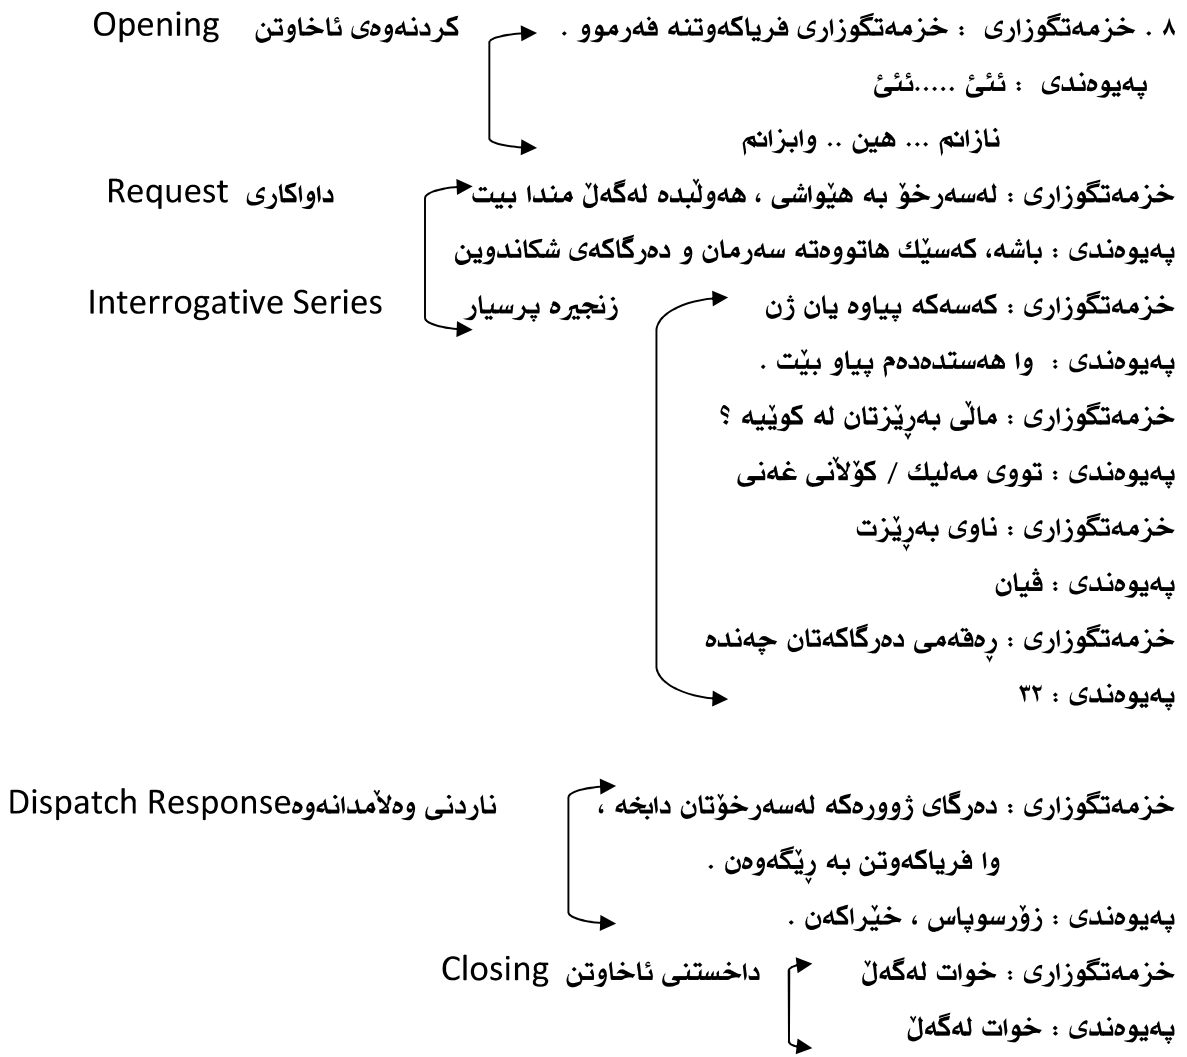 ٨ . خزمەتگوزاری : خزمەتگوزاری فریاکەوتنە فەرموو . کردنەوەی ئاخاوتن Opening
پەیوەندی : ئئێ .....ئئێ
نازانم ... هین .. وابزانم
خزمەتگوزاری : لەسەرخۆ بە هێواشی ، هەوڵبدە لەگەڵ مندا بیت داواکاری Request
پەیوەندی : باشە، کەسێك هاتووەتە سەرمان و دەرگاکەی شکاندوین
خزمەتگوزاری : کەسەکە پیاوە یان ژن زنجیرە پرسیار Interrogative Series
پەیوەندی : وا هەستدەدەم پیاو بێت .
خزمەتگوزاری : ماڵی بەڕێزتان لە کوێیە ؟
پەیوەندی : تووی مەلیك / کۆڵانی غەنی
خزمەتگوزاری : ناوی بەڕێزت
پەیوەندی : ڤیان
خزمەتگوزاری : ڕەقەمی دەرگاکەتان چەندە
پەیوەندی : ٣٢
خزمەتگوزاری : دەرگای ژوورەکە لەسەرخۆتان دابخە ، ناردنی وەڵامدانەوەDispatch Response
وا فریاکەوتن بە ڕێگەوەن .
پەیوەندی : زۆرسوپاس ، خێراکەن .
خزمەتگوزاری : خوات لەگەڵ داخستنی ئاخاوتن Closing
پەیوەندی : خوات لەگەڵ